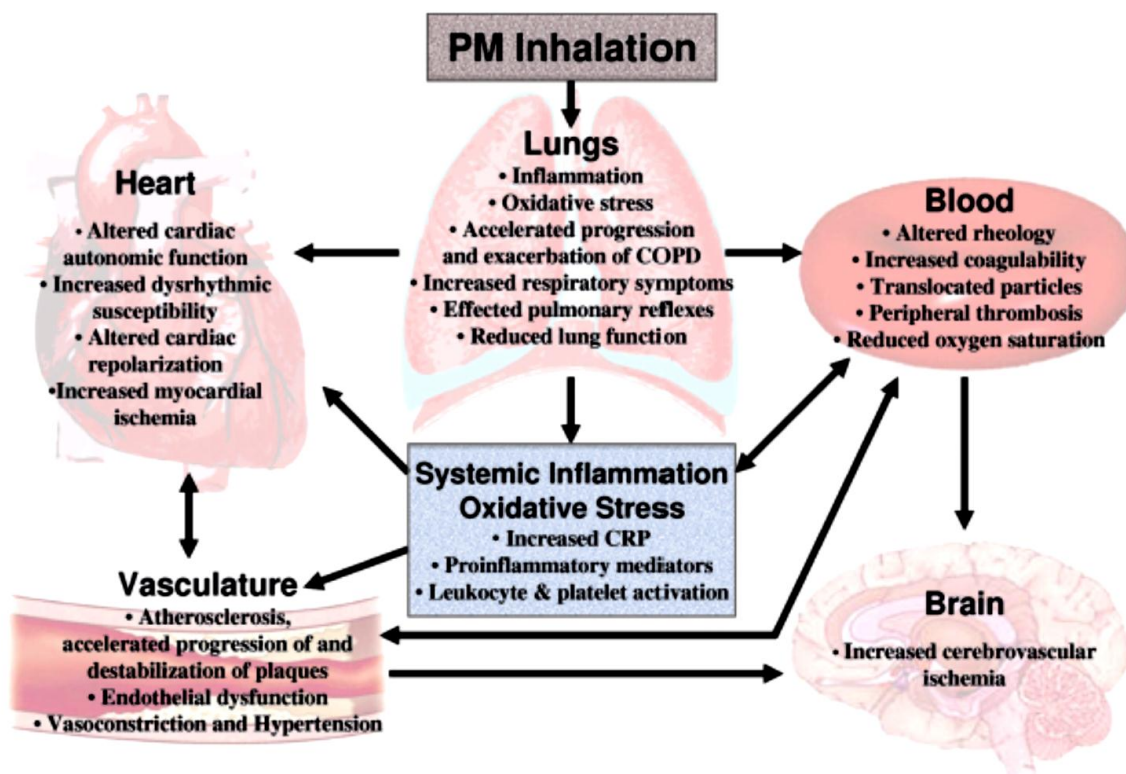 PM Inhalation
Lungs
• Inflammation
• Oxidative stress
• Accelerated progression
and exacerbation of COPD
• Increased respiratory symptoms
• Effected pulmonary reflexes
• Reduced lung function
Heart
• Altered cardiac
autonomic function
• Increased dysrhythmic
susceptibility
• Altered cardiac
repolarization
•Increased myocardial
ischemia
Blood
• Altered rheology
• Increased coagulability
• Translocated particles
• Peripheral thrombosis
• Reduced oxygen saturation
Systemic Inflammation
Oxidative Stress
• Increased CRP
• Proinflammatory mediators
• Leukocyte & platelet activation
Vasculature
• Atherosclerosis,
accelerated progression of and
destabilization of plaques
• Endothelial dysfunction
• Vasoconstriction and Hypertension
Brain
• Increased cerebrovascular
ischemia